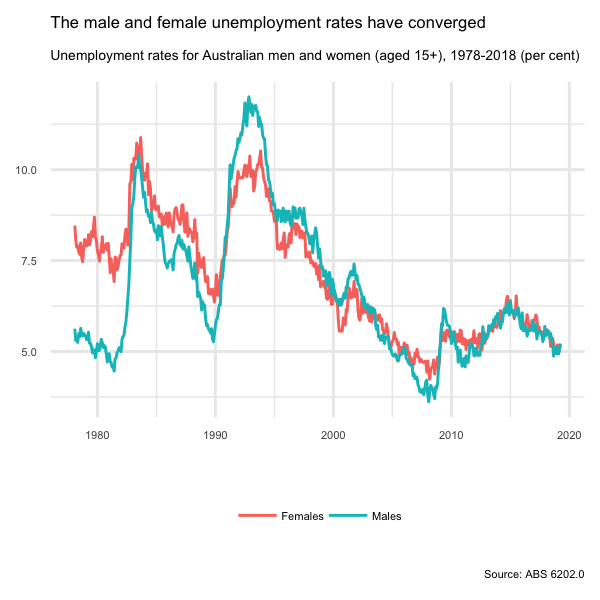 The male and female unemployment rates have converged
Unemployment rates for Australian men and women (aged 15+), 1978-2018 (per cent)
10.0
7.5
5.0
1980 1990 2000 2010 2020
Females Males
Source: ABS 6202.0